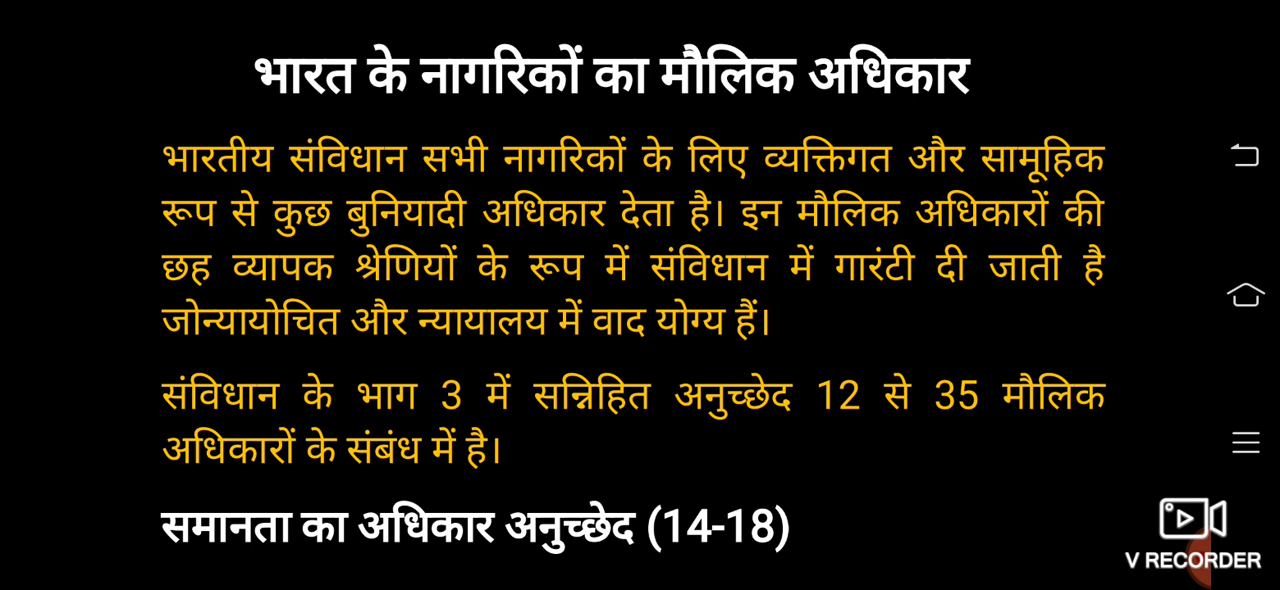 भारत के नागरिकों का मौलिक अधिकार
भारतीय संविधान सभी नागरिकों के लिए व्यक्तिगत और सामूहिक
रूप से कुछ बुनियादी अधिकार देता है। इन मौलिक अधिकारों की
छह व्यापक श्रेणियों के रूप में संविधान में गारंटी दी जाती है
जोन्यायोचित और न्यायालय में वाद योग्य हैं।
संविधान के भाग 3 में सन्निहित अनुच्छेद 12 से 35 मौलिक
अधिकारों के संबंध में है।
समानता का अधिकार अनुच्छेद (14-18)
V RECORDER